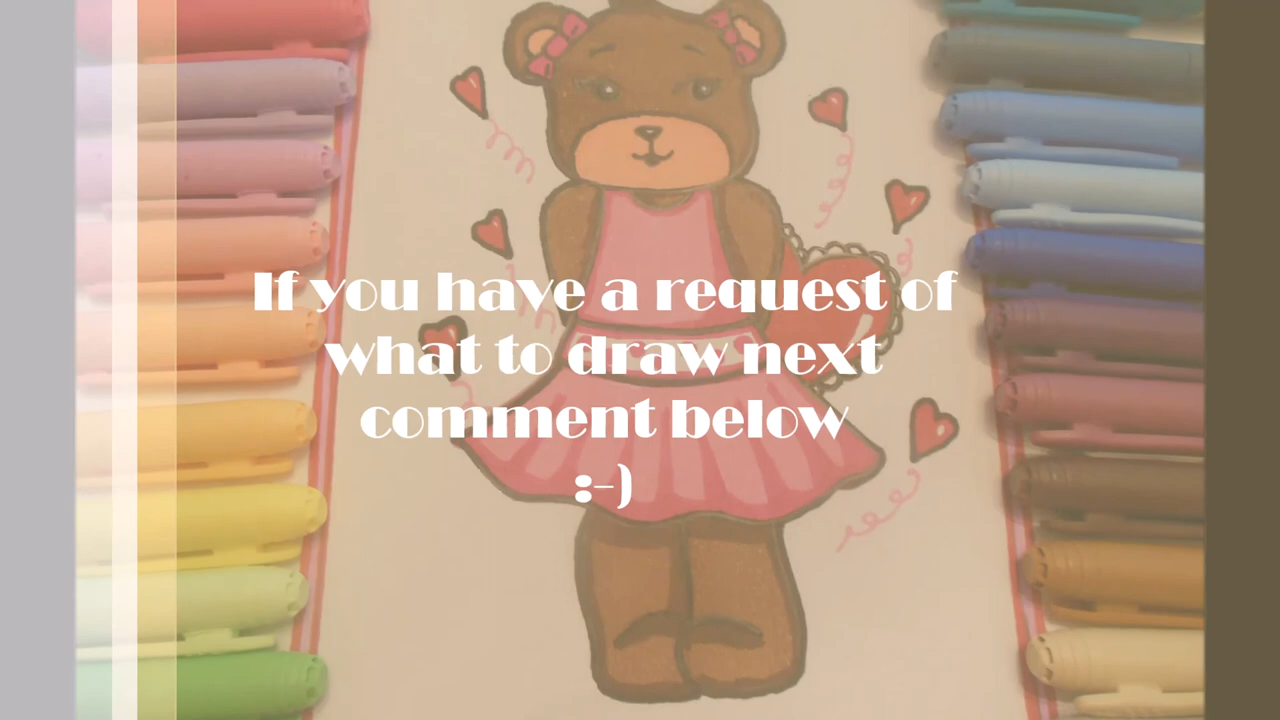 If you have a request of
what to draw next
comment below
:-)